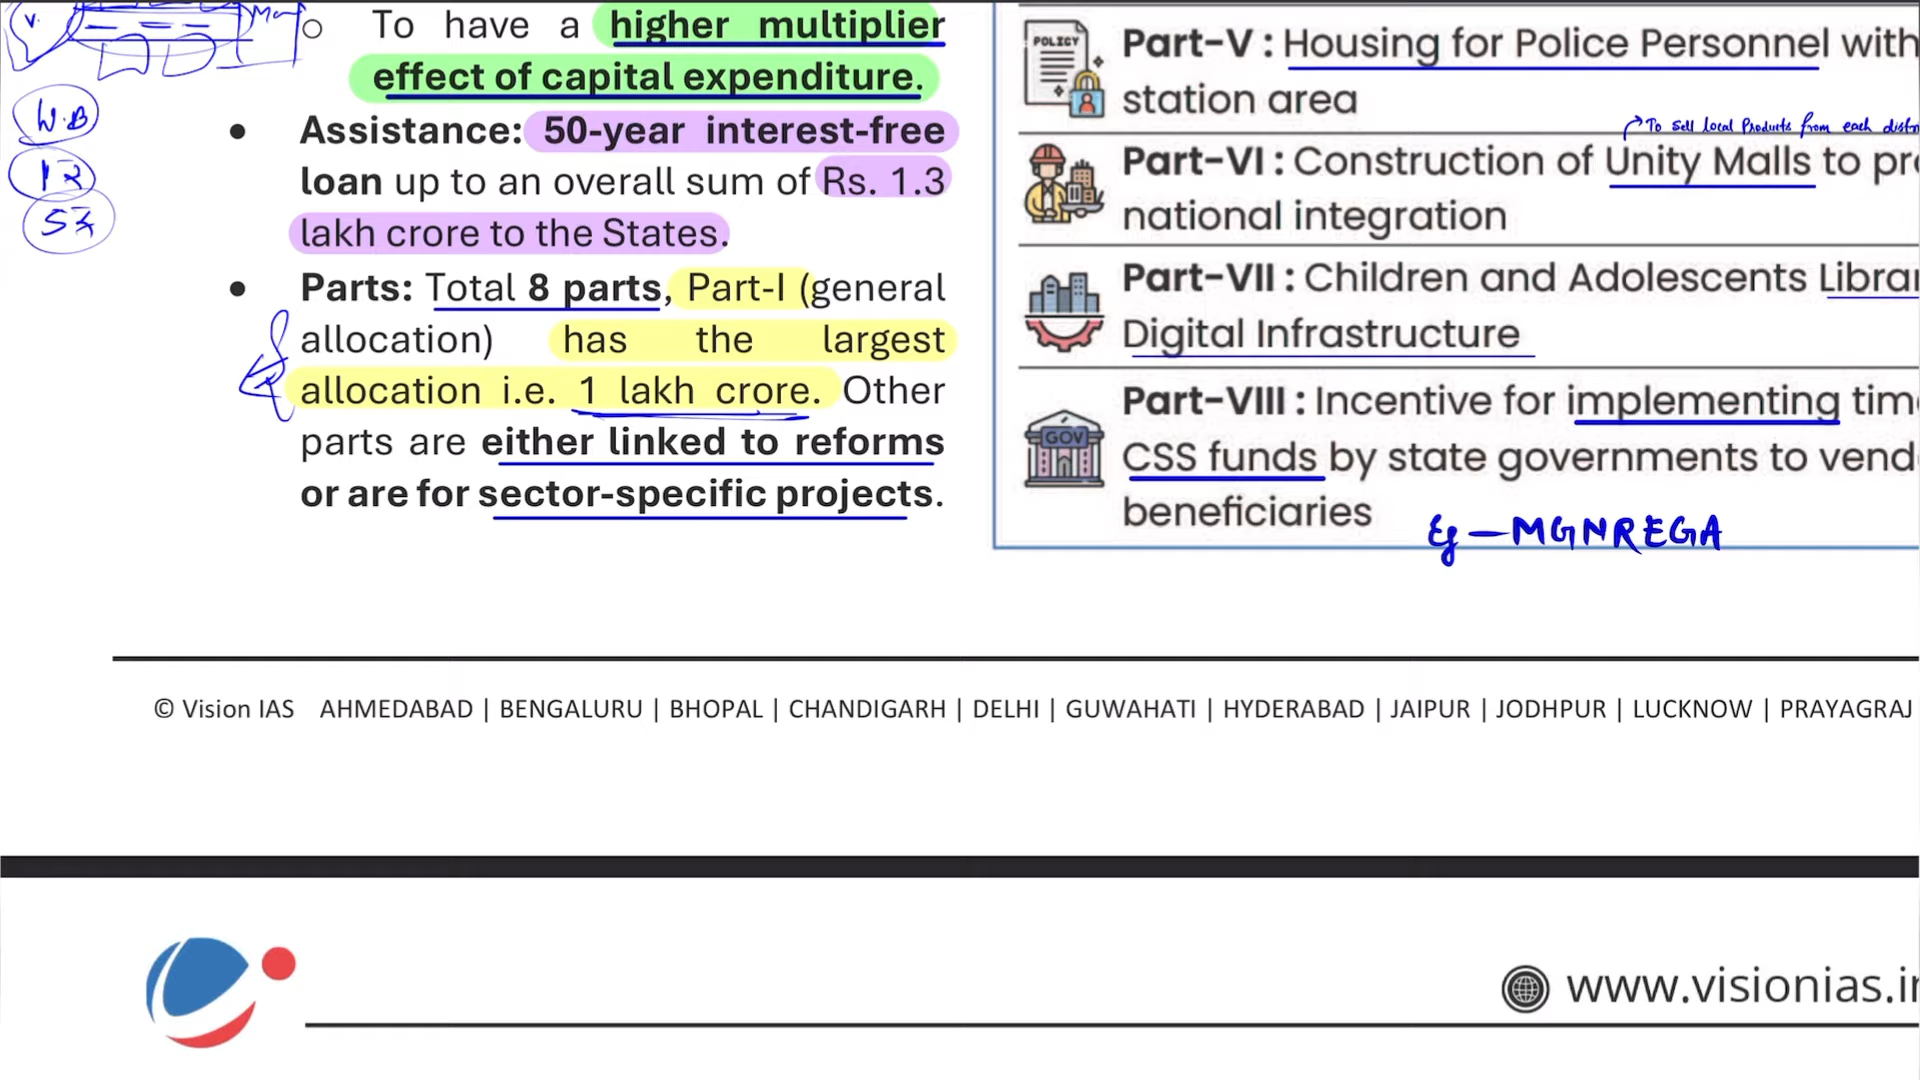 To have a higher multiplier
effect of capital expenditure.
W.B
Assistance: 50-year interest-free
loan up to an overall sum of Rs. 1.3
lakh crore to the States.
Parts: Total 8 parts, Part-I (general
allocation) has the largest
allocation i.e. 1 lakh crore. Other
parts are either linked to reforms
or are for sector-specific projects.
POLICY
Part-V : Housing for Police Personnel with
station area
To sell local Products from each
Part-VI : Construction of Unity Malls to
national integration
Part-VII : Children and Adolescents
Digital Infrastructure
GOV
Part-VIII : Incentive for implementing
CSS funds by state governments to
beneficiaries
Eg — MGNREGA
© Vision IAS AHMEDABAD | BENGALURU | BHOPAL | CHANDIGARH | DELHI | GUWAHATI | HYDERABAD | JAIPUR | JODHPUR | LUCKNOW | PRAYAGRAJ
www.visionias.in